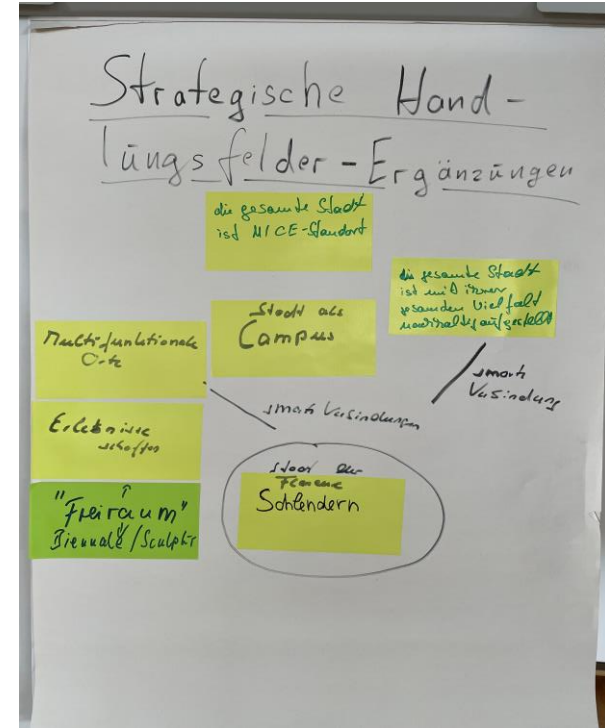 Strategische Hand-
lungsfelder - Ergänzungen
die gesamte Stadt
ist MICE-Standort
die gesamte Stadt
ist mit ihrer
gesamten Vielfalt
nachhaltig aufgestellt
Stadt als
Campus
Multifunktionale
Orte
smarte
Verbindung
smarte Verbindungen
Erlebnisse
schaffen
Stadt der
Flaneure
Schlendern
"Freiraum"
Biennale / Sculptur